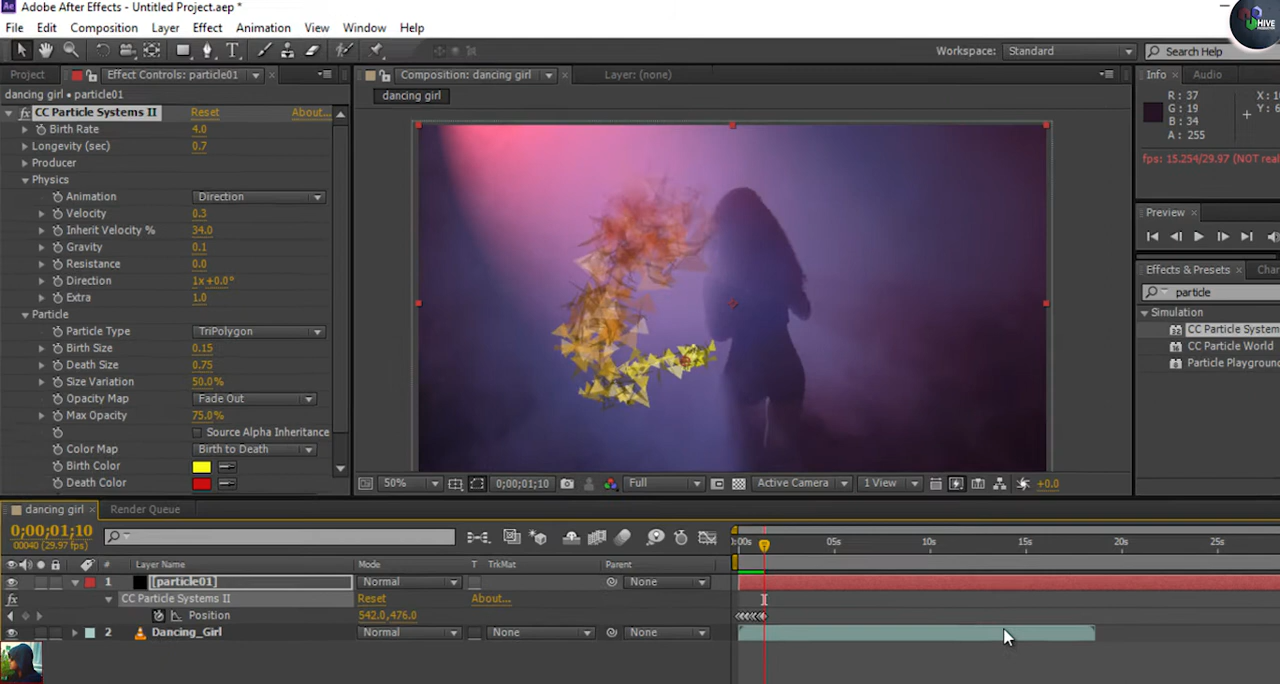 Ae Adobe After Effects - Untitled Project.aep *
HIVE
File Edit Composition Layer Effect Animation View Window Help
Workspace: Standard Search Help
Project Effect Controls: particle01 Composition: dancing girl Layer: (none) Info Audio
dancing girl • particle01 dancing girl
CC Particle Systems II Reset About...
Birth Rate 4.0
Longevity (sec) 0.7
Producer
Physics
Animation Direction
Velocity 0.3
Inherit Velocity % 34.0
Gravity 0.1
Resistance 0.0
Direction 1x+0.0°
Extra 1.0
Particle
Particle Type TriPolygon
Birth Size 0.15
Death Size 0.75
Size Variation 50.0%
Opacity Map Fade Out
Max Opacity 75.0%
Source Alpha Inheritance
Color Map Birth to Death
Birth Color
Death Color
R : 37
G : 19
B : 34
A : 255
fps: 15.254/29.97 (NOT real
Preview
Effects & Presets
particle
Simulation
CC Particle System
CC Particle World
Particle Playground
50% 0;00;01;10 Full Active Camera 1 View +0.0
dancing girl Render Queue
0;00;01;10
00040 (29.97 fps)
05s 10s 15s 20s 25s
# Layer Name Mode T TrkMat Parent
1 [particle01] Normal None
CC Particle Systems II Reset About...
Position 542.0,476.0
2 Dancing_Girl Normal None None